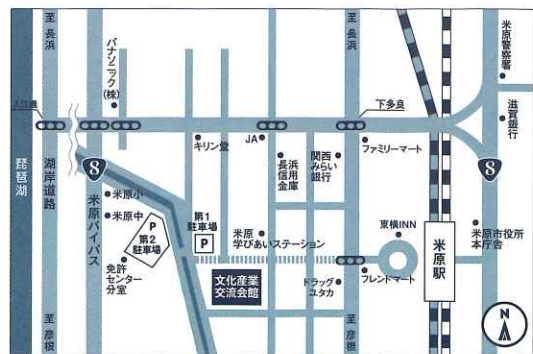 至 長浜
至 長浜
パナソニック
(株)
米原警察署
滋賀銀行
下多良
琵琶湖
湖岸道路
8
米原バイパス
キリン堂
JA
長浜
信用
金庫
関西
みらい
銀行
ファミリーマート
8
米原小
米原中
P
第2
駐車場
第1
駐車場
P
米原
学びあいステーション
東横INN
米原駅
米原市役所
本庁舎
免許
センター
分室
文化産業
交流会館
ドラッグ
ユタカ
フレンドマート
至 彦根
至 彦根
N